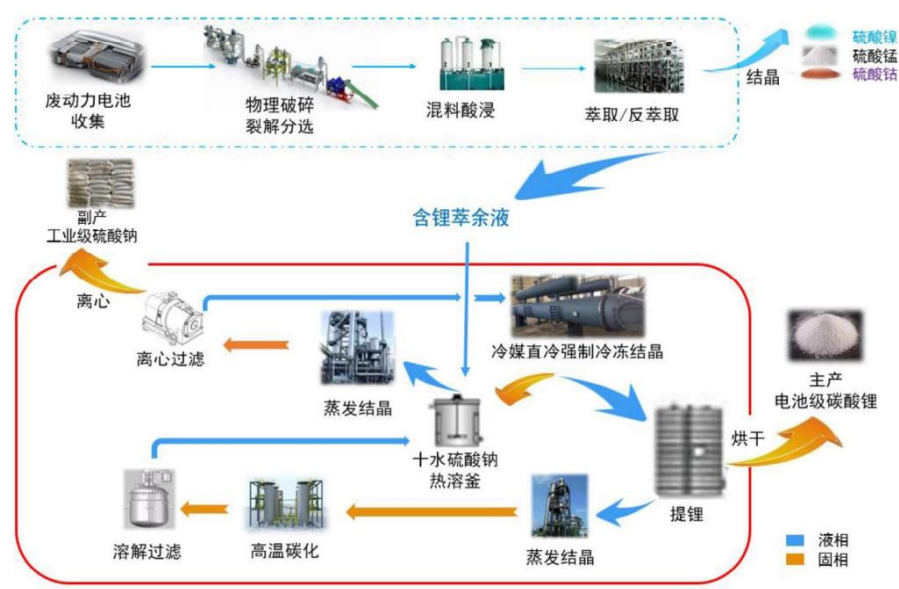 废动力电池
收集
物理破碎
裂解分选
混料酸浸
萃取/反萃取
结晶
硫酸镍
硫酸锰
硫酸钴
含锂萃余液
副产
工业级硫酸钠
离心
离心过滤
蒸发结晶
冷媒直冷强制冷冻结晶
主产
电池级碳酸锂
烘干
十水硫酸钠
热溶釜
提锂
溶解过滤
高温碳化
蒸发结晶
液相
固相